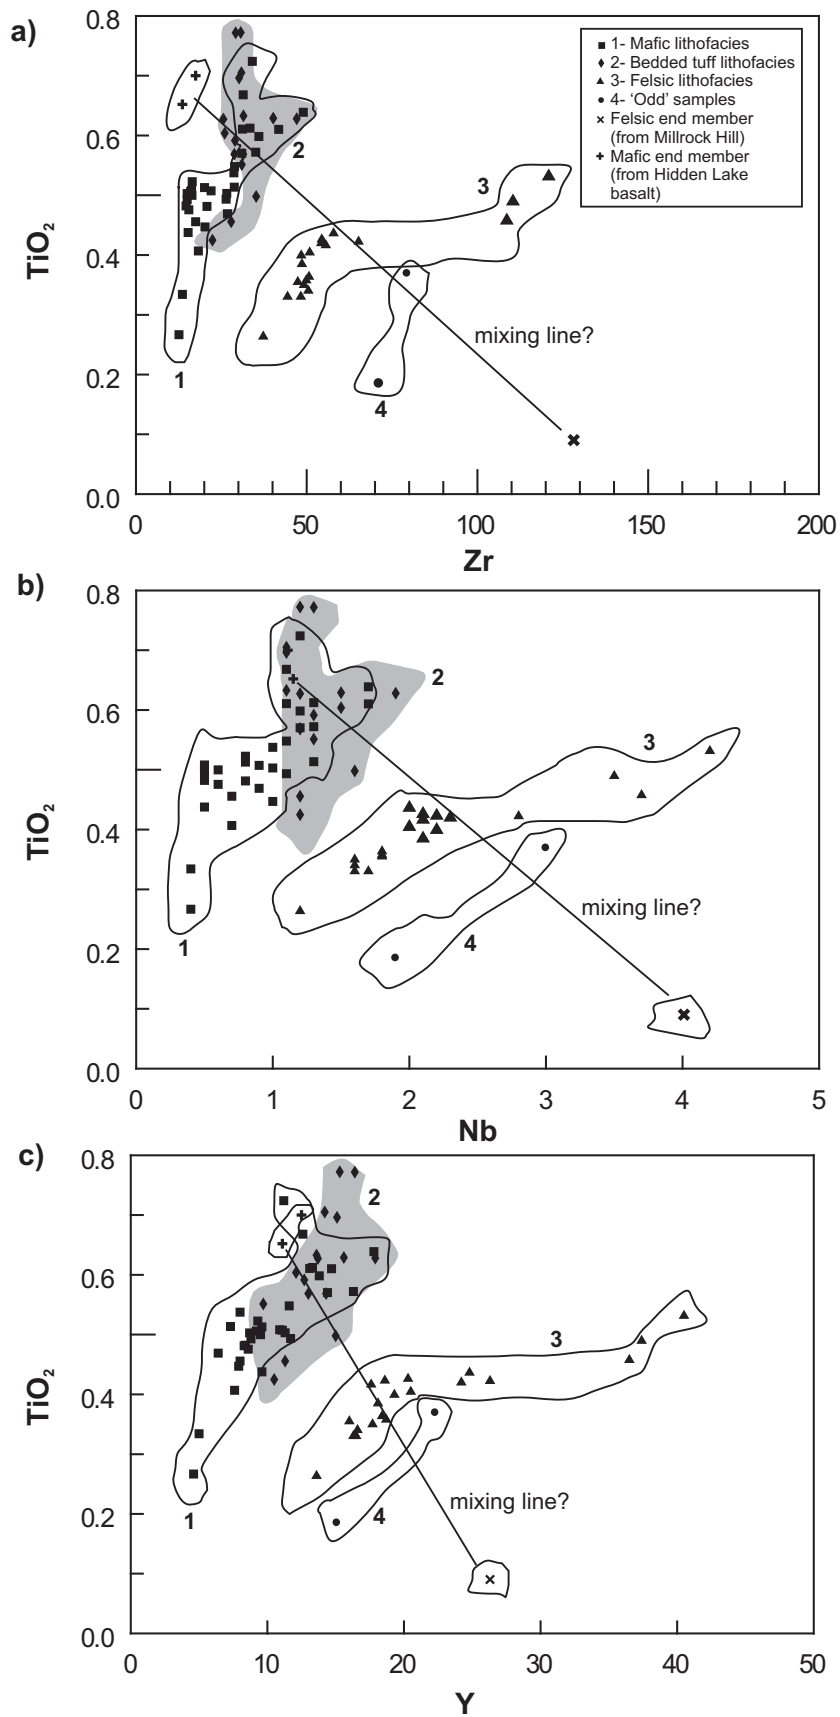 a)
0.8
0.6
0.4
0.2
0.0
TiO2
1- Mafic lithofacies
2- Bedded tuff lithofacies
3- Felsic lithofacies
4- ‘Odd’ samples
Felsic end member
(from Millrock Hill)
Mafic end member
(from Hidden Lake
basalt)
2
3
mixing line?
1
4
0 50 100 150 200
Zr
b)
0.8
0.6
0.4
0.2
0.0
TiO2
2
3
mixing line?
1
4
0 1 2 3 4 5
Nb
c)
0.8
0.6
0.4
0.2
0.0
TiO2
2
3
mixing line?
1
4
0 10 20 30 40 50
Y